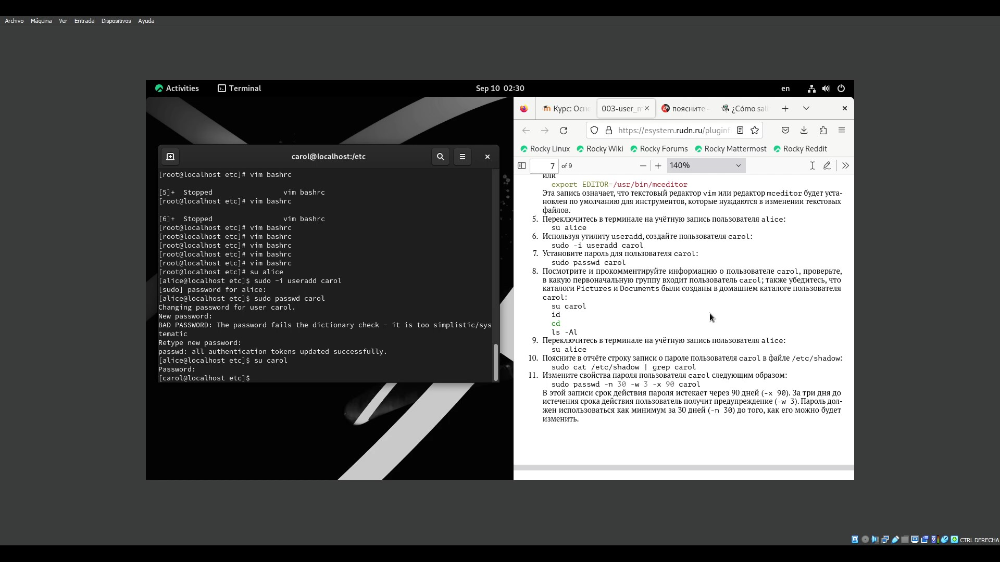 Archivo Máquina Ver Entrada Dispositivos Ayuda
Activities Terminal Sep 10 02:30 en
carol@localhost:/etc
[root@localhost etc]# vim bashrc
[5]+ Stopped vim bashrc
[root@localhost etc]# vim bashrc
[6]+ Stopped vim bashrc
[root@localhost etc]# vim bashrc
[root@localhost etc]# vim bashrc
[root@localhost etc]# vim bashrc
[root@localhost etc]# vim bashrc
[root@localhost etc]# vim bashrc
[root@localhost etc]# su alice
[alice@localhost etc]$ sudo -i useradd carol
[sudo] password for alice:
[alice@localhost etc]$ sudo passwd carol
Changing password for user carol.
New password:
BAD PASSWORD: The password fails the dictionary check - it is too simplistic/sys
tematic
Retype new password:
passwd: all authentication tokens updated successfully.
[alice@localhost etc]$ su carol
Password:
[carol@localhost etc]$
Курс: Осно 003-user_m поясните - ¿Cómo sali
https://esystem.rudn.ru/pluginf
Rocky Linux Rocky Wiki Rocky Forums Rocky Mattermost Rocky Reddit
7 of 9 140%
или
export EDITOR=/usr/bin/mceditor
Эта запись означает, что текстовый редактор vim или редактор mceditor будет уста-
новлен по умолчанию для инструментов, которые нуждаются в изменении текстовых
файлов.
5. Переключитесь в терминале на учётную запись пользователя alice:
su alice
6. Используя утилиту useradd, создайте пользователя carol:
sudo -i useradd carol
7. Установите пароль для пользователя carol:
sudo passwd carol
8. Посмотрите и прокомментируйте информацию о пользователе carol, проверьте,
в какую первоначальную группу входит пользователь carol; также убедитесь, что
каталоги Pictures и Documents были созданы в домашнем каталоге пользователя
carol:
su carol
id
cd
ls -Al
9. Переключитесь в терминале на учётную запись пользователя alice:
su alice
10. Поясните в отчёте строку записи о пароле пользователя carol в файле /etc/shadow:
sudo cat /etc/shadow | grep carol
11. Измените свойства пароля пользователя carol следующим образом:
sudo passwd -n 30 -w 3 -x 90 carol
В этой записи срок действия пароля истекает через 90 дней (-x 90). За три дня до
истечения срока действия пользователь получит предупреждение (-w 3). Пароль дол-
жен использоваться как минимум за 30 дней (-n 30) до того, как его можно будет
изменить.
CTRL DERECHA